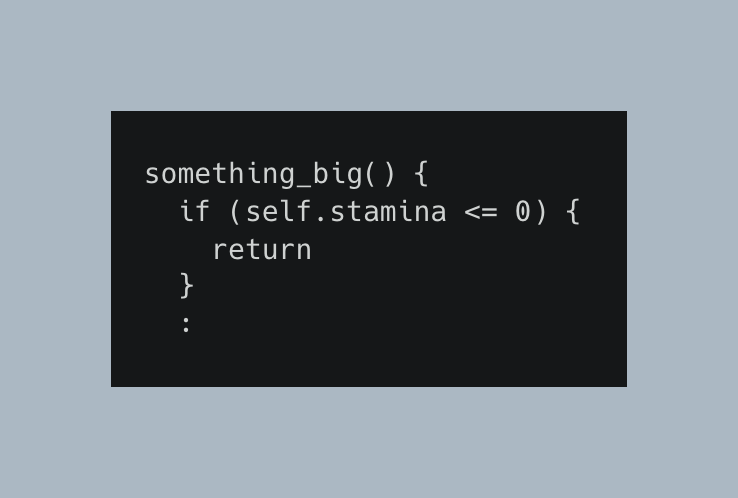 something_big() {
  if (self.stamina <= 0) {
    return
  }
  :